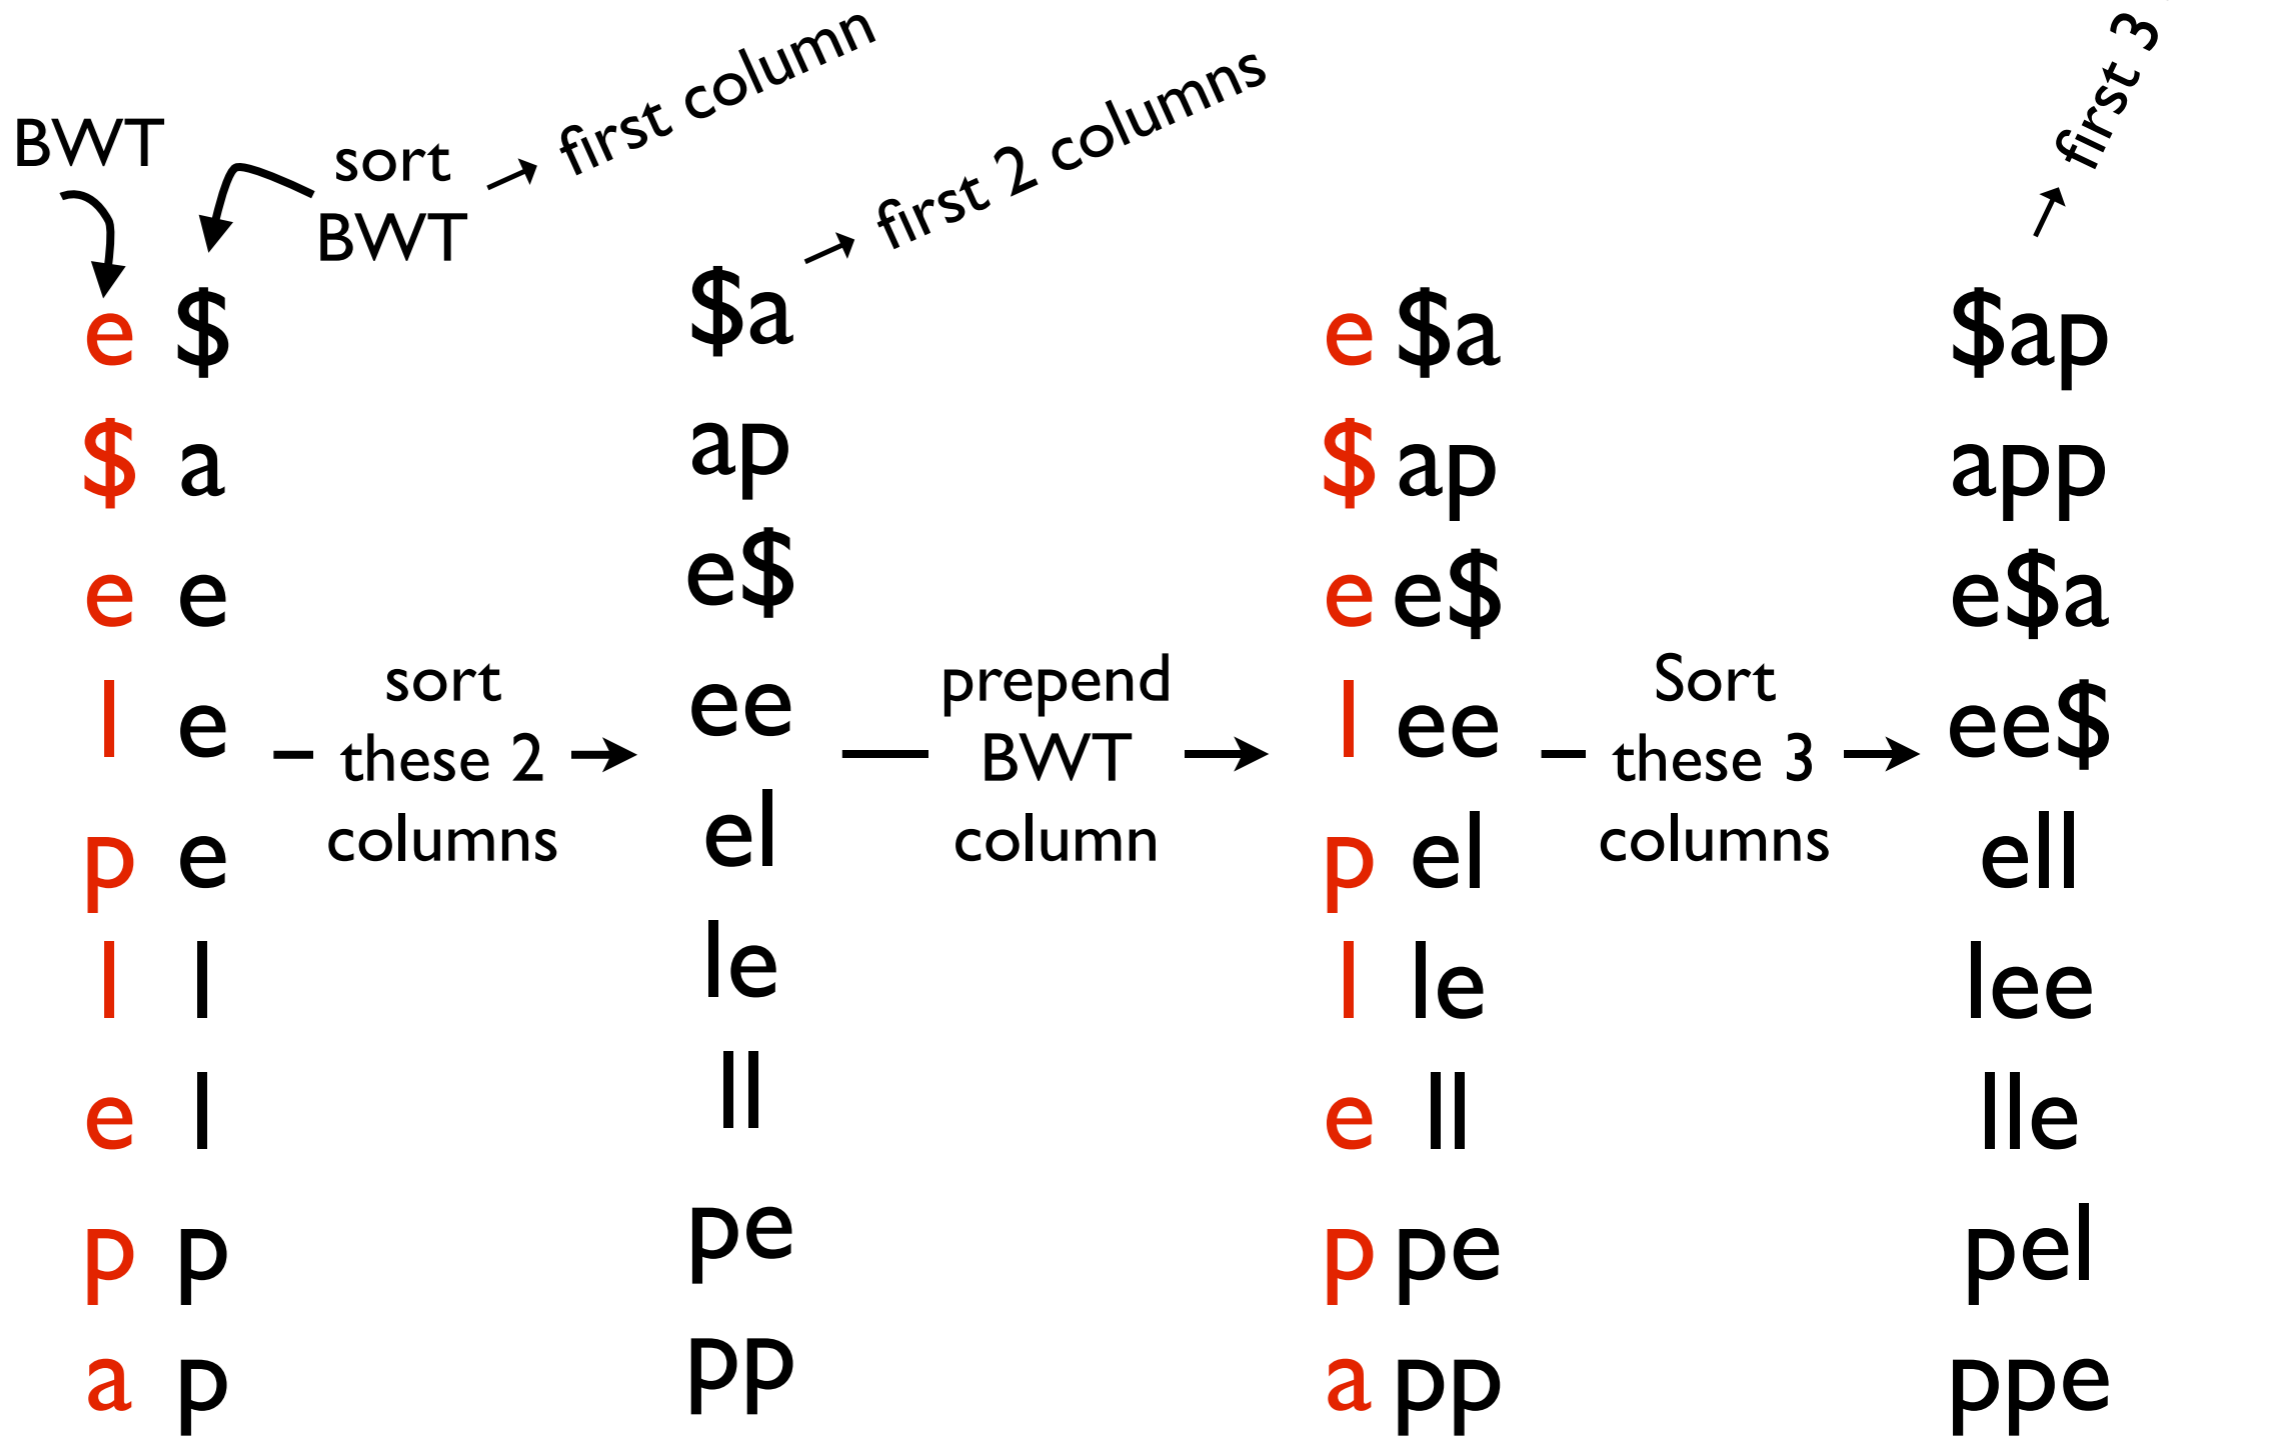 BWT
sort
BWT
→ first column
→ first 2 columns
→ first 3
e $
$ a
e e
l e
p e
l l
e l
p p
a p
sort
these 2
columns
$a
ap
e$
ee
el
le
ll
pe
pp
prepend
BWT
column
e $a
$ ap
e e$
l ee
p el
l le
e ll
p pe
a pp
Sort
these 3
columns
$ap
app
e$a
ee$
ell
lee
lle
pel
ppe